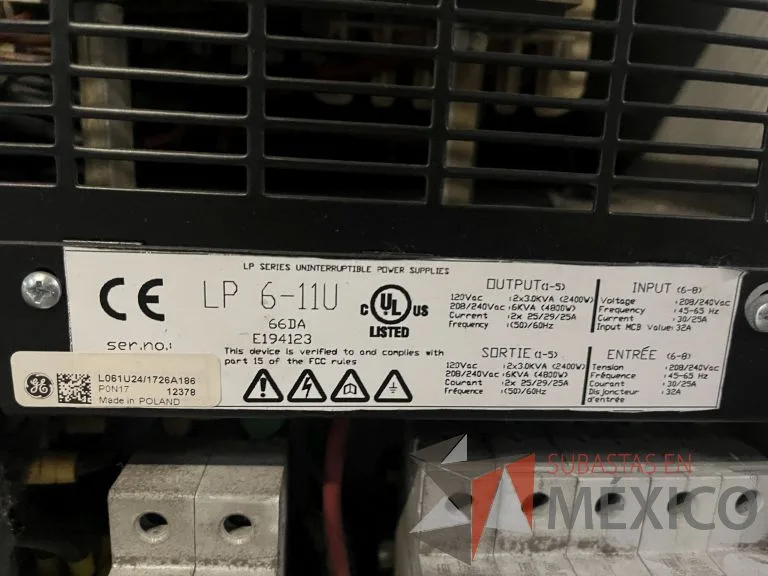 LP SERIES UNINTERRUPTIBLE POWER SUPPLIES
CE
LP 6-11U
66DA
E194123
ser.no.:
C UL US
LISTED
This device is verified to and complies with
part 15 of the FCC rules
OUTPUT(1-5)
120Vac :2x3.0KVA (2400W)
208/240Vac :6KVA (4800W)
Current :2x 25/29/25A
Frequency :(50)/60Hz
SORTIE (1-5)
120Vac :2x3.0KVA (2400W)
208/240Vac :6KVA (4800W)
Courant :2x 25/29/25A
Fréquence :(50)/60Hz
INPUT (6-8)
Voltage :208/240Vac
Frequency :45-65 Hz
Current :30/25A
Input MCB Value:32A
ENTRÉE (6-8)
Tension :208/240Vac
Fréquence :45-65 Hz
Courant :30/25A
Disjoncteur :32A
d'entrée
GE
L061U24/1726A186
P0N17 12378
Made in POLAND
SUBASTAS EN
MÉXICO